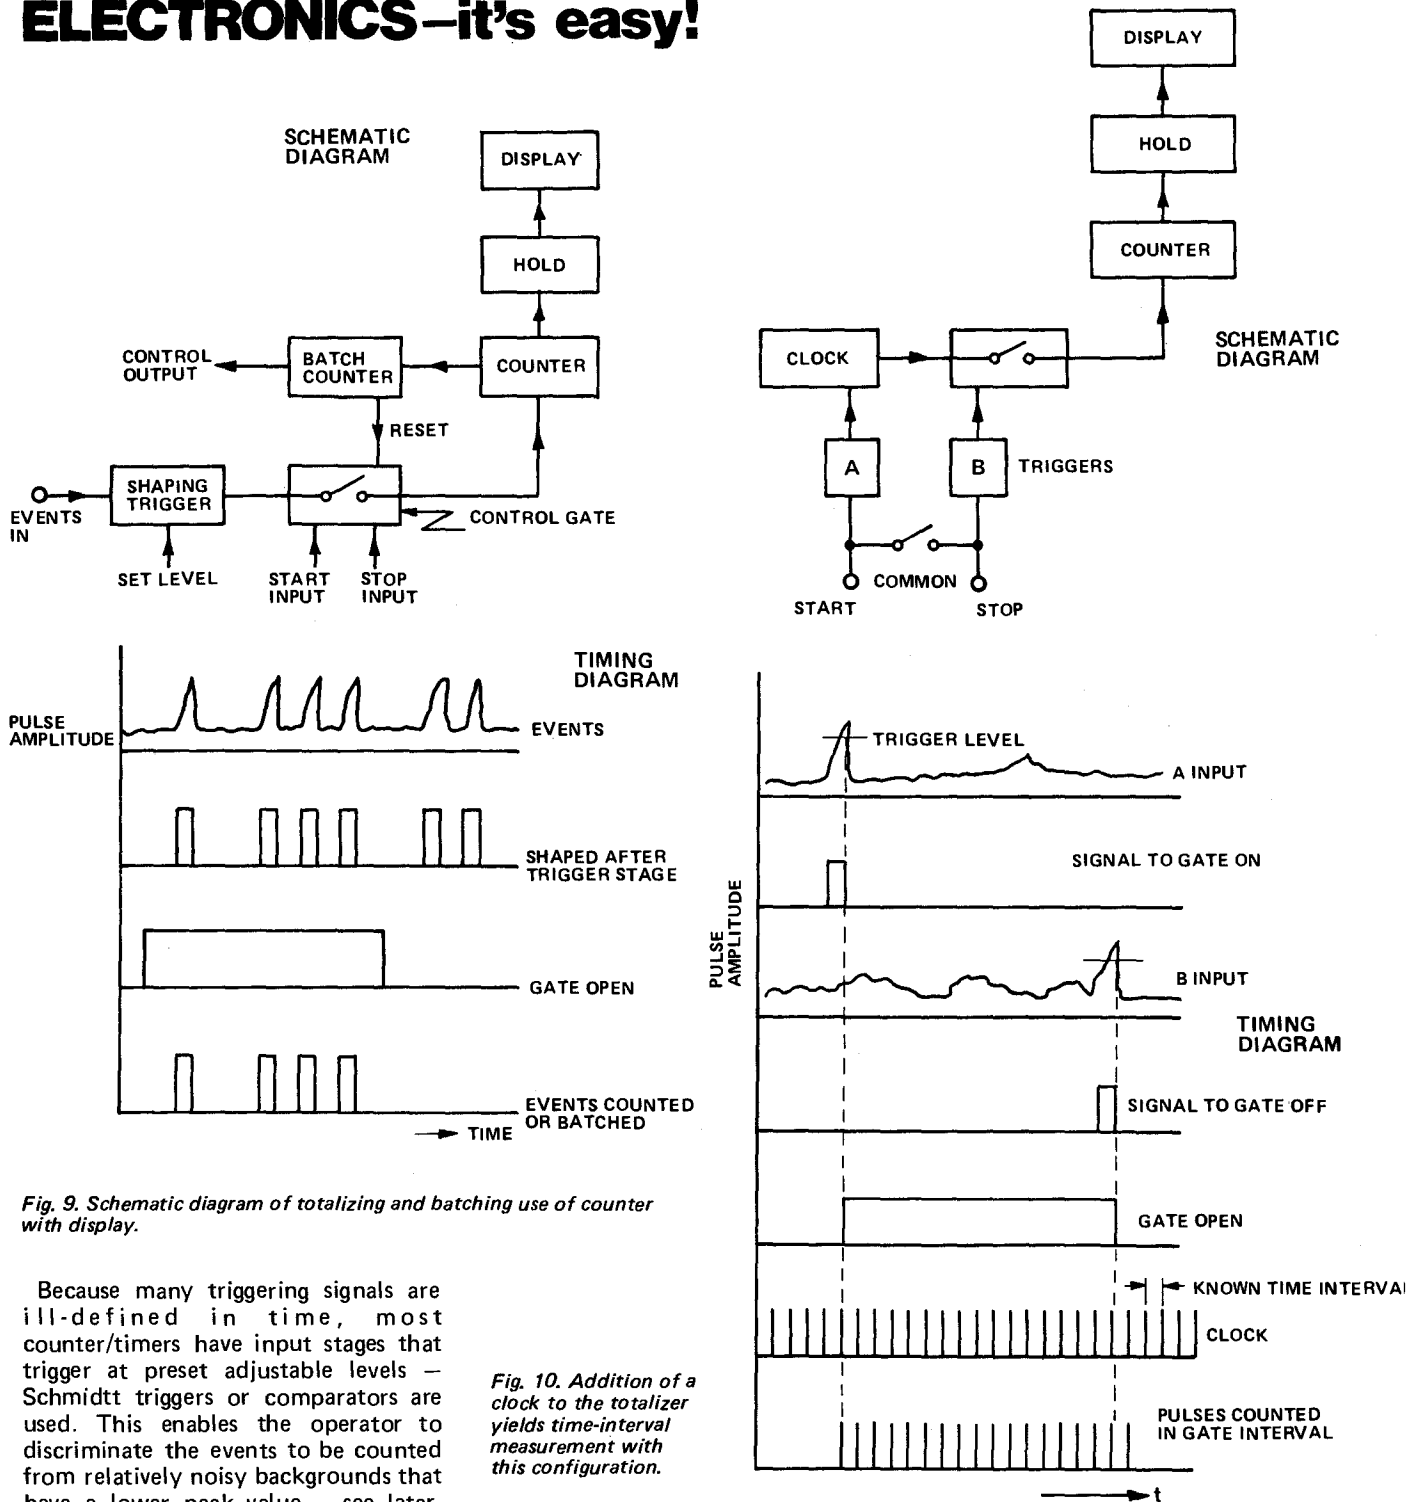 ELECTRONICS—it's easy!
SCHEMATIC
DIAGRAM
DISPLAY
HOLD
COUNTER
BATCH
COUNTER
CONTROL
OUTPUT
RESET
SHAPING
TRIGGER
EVENTS
IN
CONTROL GATE
SET LEVEL
START
INPUT
STOP
INPUT
TIMING
DIAGRAM
PULSE
AMPLITUDE
EVENTS
SHAPED AFTER
TRIGGER STAGE
GATE OPEN
EVENTS COUNTED
OR BATCHED
TIME
Fig. 9. Schematic diagram of totalizing and batching use of counter
with display.
Because many triggering signals are
ill-defined in time, most
counter/timers have input stages that
trigger at preset adjustable levels —
Schmidtt triggers or comparators are
used. This enables the operator to
discriminate the events to be counted
from relatively noisy backgrounds that
have a lower peak value — see later.
DISPLAY
HOLD
COUNTER
SCHEMATIC
DIAGRAM
CLOCK
A
B
TRIGGERS
COMMON
START
STOP
TRIGGER LEVEL
A INPUT
SIGNAL TO GATE ON
PULSE
AMPLITUDE
B INPUT
TIMING
DIAGRAM
SIGNAL TO GATE OFF
GATE OPEN
KNOWN TIME INTERVAL
CLOCK
PULSES COUNTED
IN GATE INTERVAL
t
Fig. 10. Addition of a
clock to the totalizer
yields time-interval
measurement with
this configuration.